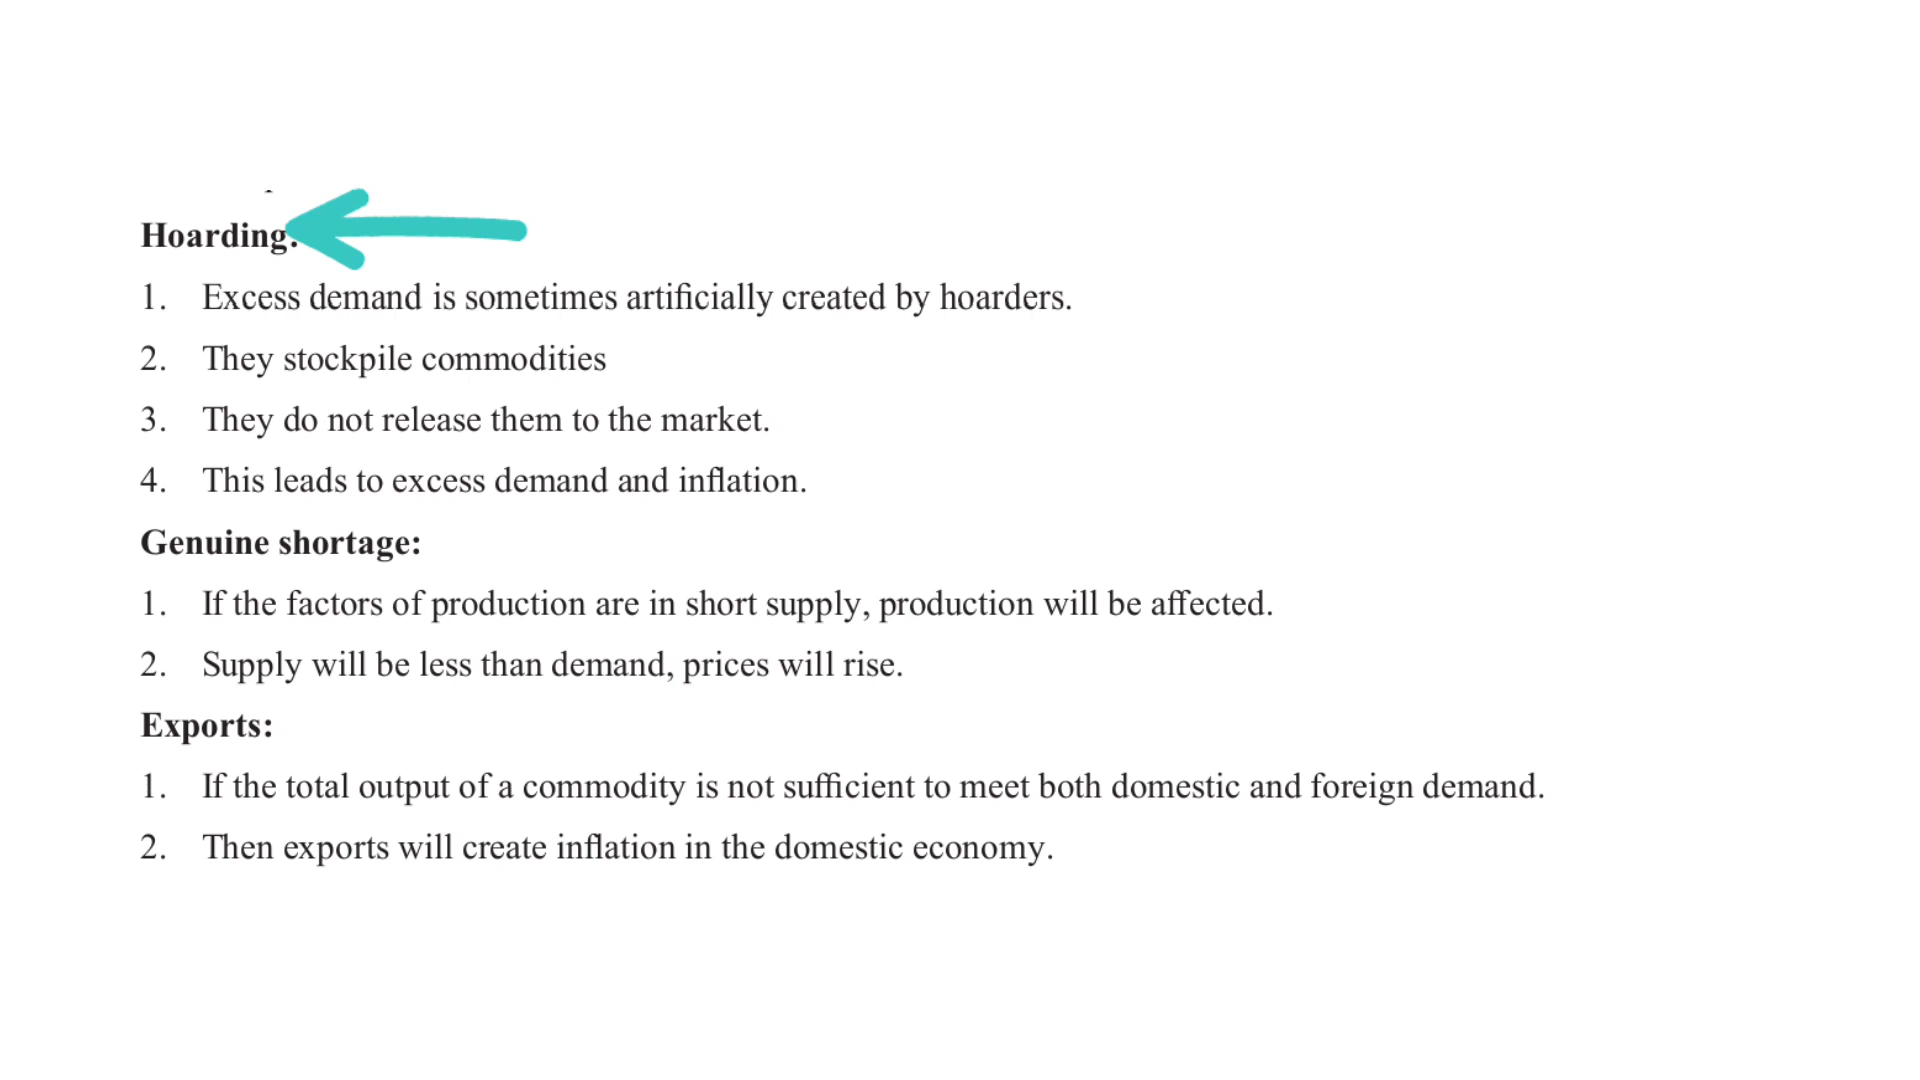 Hoarding:
1. Excess demand is sometimes artificially created by hoarders.
2. They stockpile commodities
3. They do not release them to the market.
4. This leads to excess demand and inflation.
Genuine shortage:
1. If the factors of production are in short supply, production will be affected.
2. Supply will be less than demand, prices will rise.
Exports:
1. If the total output of a commodity is not sufficient to meet both domestic and foreign demand.
2. Then exports will create inflation in the domestic economy.